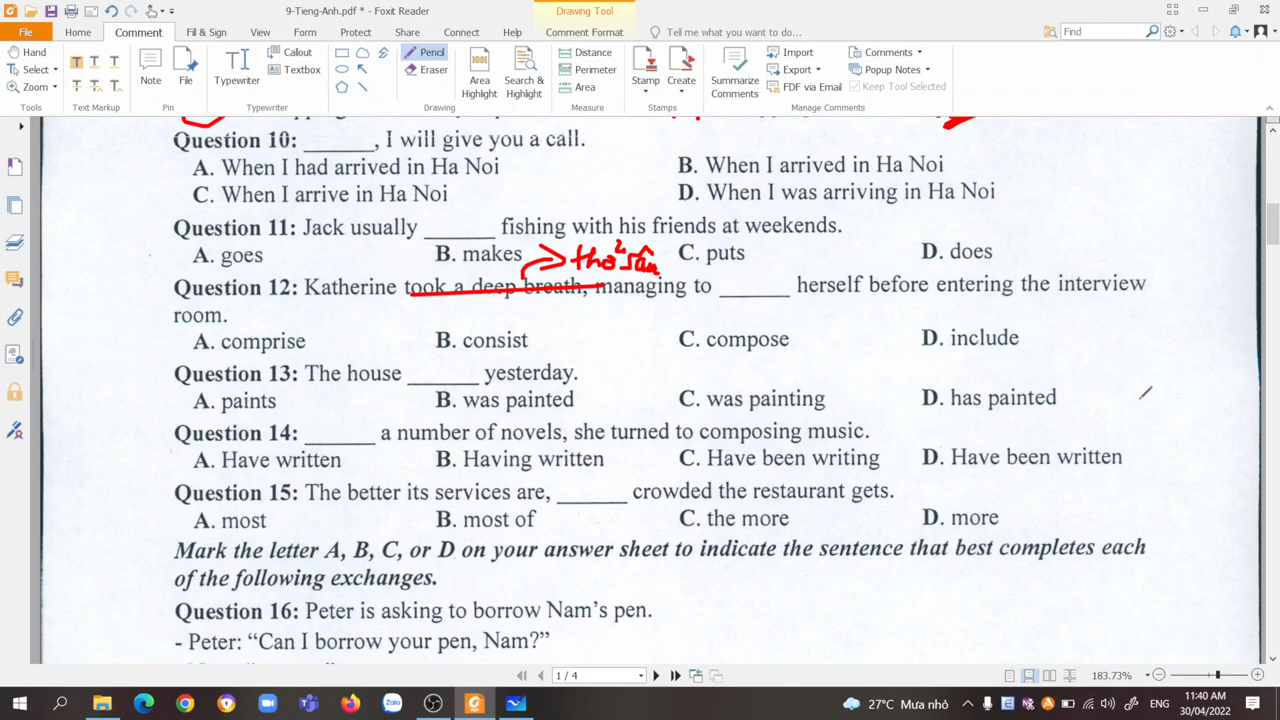 9-Tieng-Anh.pdf * - Foxit Reader
Drawing Tool
File Home Comment Fill & Sign View Form Protect Share Connect Help Comment Format Tell me what you want to do... Find
Hand
Select
Zoom
Tools
Text Markup
Note
File
Pin
Typewriter
Callout
Textbox
Typewriter
Pencil
Eraser
Drawing
Area Highlight
Search & Highlight
Distance
Perimeter
Area
Measure
Stamp
Create
Stamps
Summarize Comments
Import
Export
FDF via Email
Comments
Popup Notes
Keep Tool Selected
Manage Comments
Question 10: ______, I will give you a call.
A. When I had arrived in Ha Noi B. When I arrived in Ha Noi
C. When I arrive in Ha Noi D. When I was arriving in Ha Noi
Question 11: Jack usually ______ fishing with his friends at weekends.
A. goes B. makes C. puts D. does
thở sâu
Question 12: Katherine took a deep breath, managing to ______ herself before entering the interview
room.
A. comprise B. consist C. compose D. include
Question 13: The house ______ yesterday.
A. paints B. was painted C. was painting D. has painted
Question 14: ______ a number of novels, she turned to composing music.
A. Have written B. Having written C. Have been writing D. Have been written
Question 15: The better its services are, ______ crowded the restaurant gets.
A. most B. most of C. the more D. more
Mark the letter A, B, C, or D on your answer sheet to indicate the sentence that best completes each
of the following exchanges.
Question 16: Peter is asking to borrow Nam's pen.
- Peter: "Can I borrow your pen, Nam?"
1 / 4
183.73%
27°C Mưa nhỏ
ENG
11:40 AM
30/04/2022